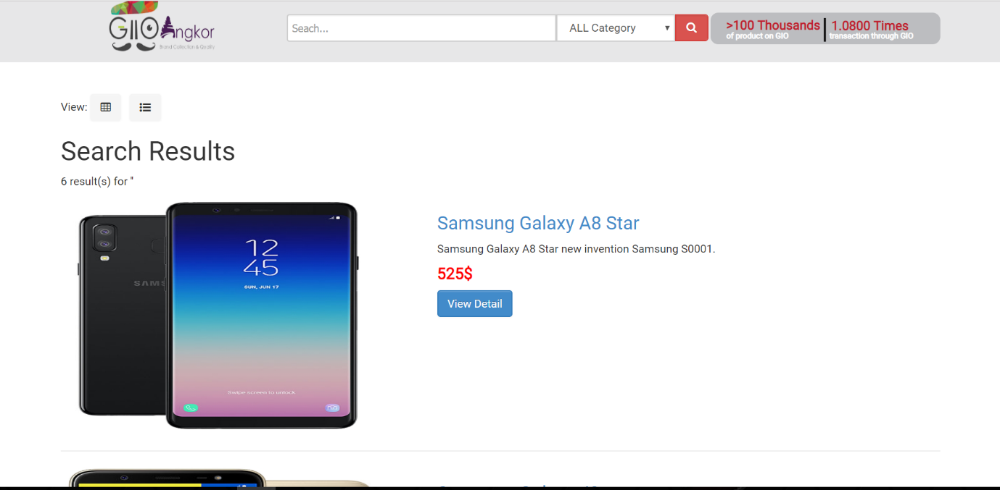 GIIO Angkor
Brand Collection & Quality
Seach...
ALL Category
>100 Thousands
of product on GIO
1.0800 Times
transaction through GIO
View:
Search Results
6 result(s) for "
Samsung Galaxy A8 Star
Samsung Galaxy A8 Star new invention Samsung S0001.
525$
View Detail
SAMS
12
45
SUN, JUN 17
Swipe screen to unlock